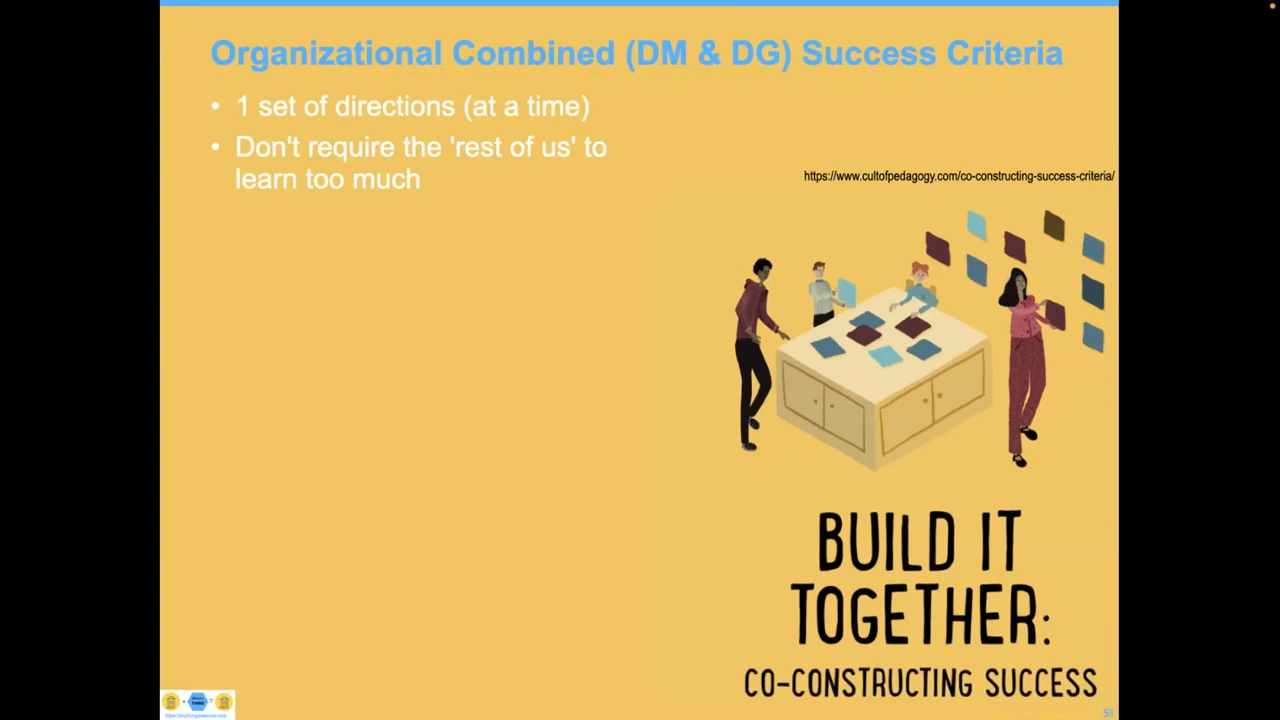 Organizational Combined (DM & DG) Success Criteria
• 1 set of directions (at a time)
• Don't require the 'rest of us' to
learn too much
https://www.cultofpedagogy.com/co-constructing-success-criteria/
BUILD IT
TOGETHER:
CO-CONSTRUCTING SUCCESS